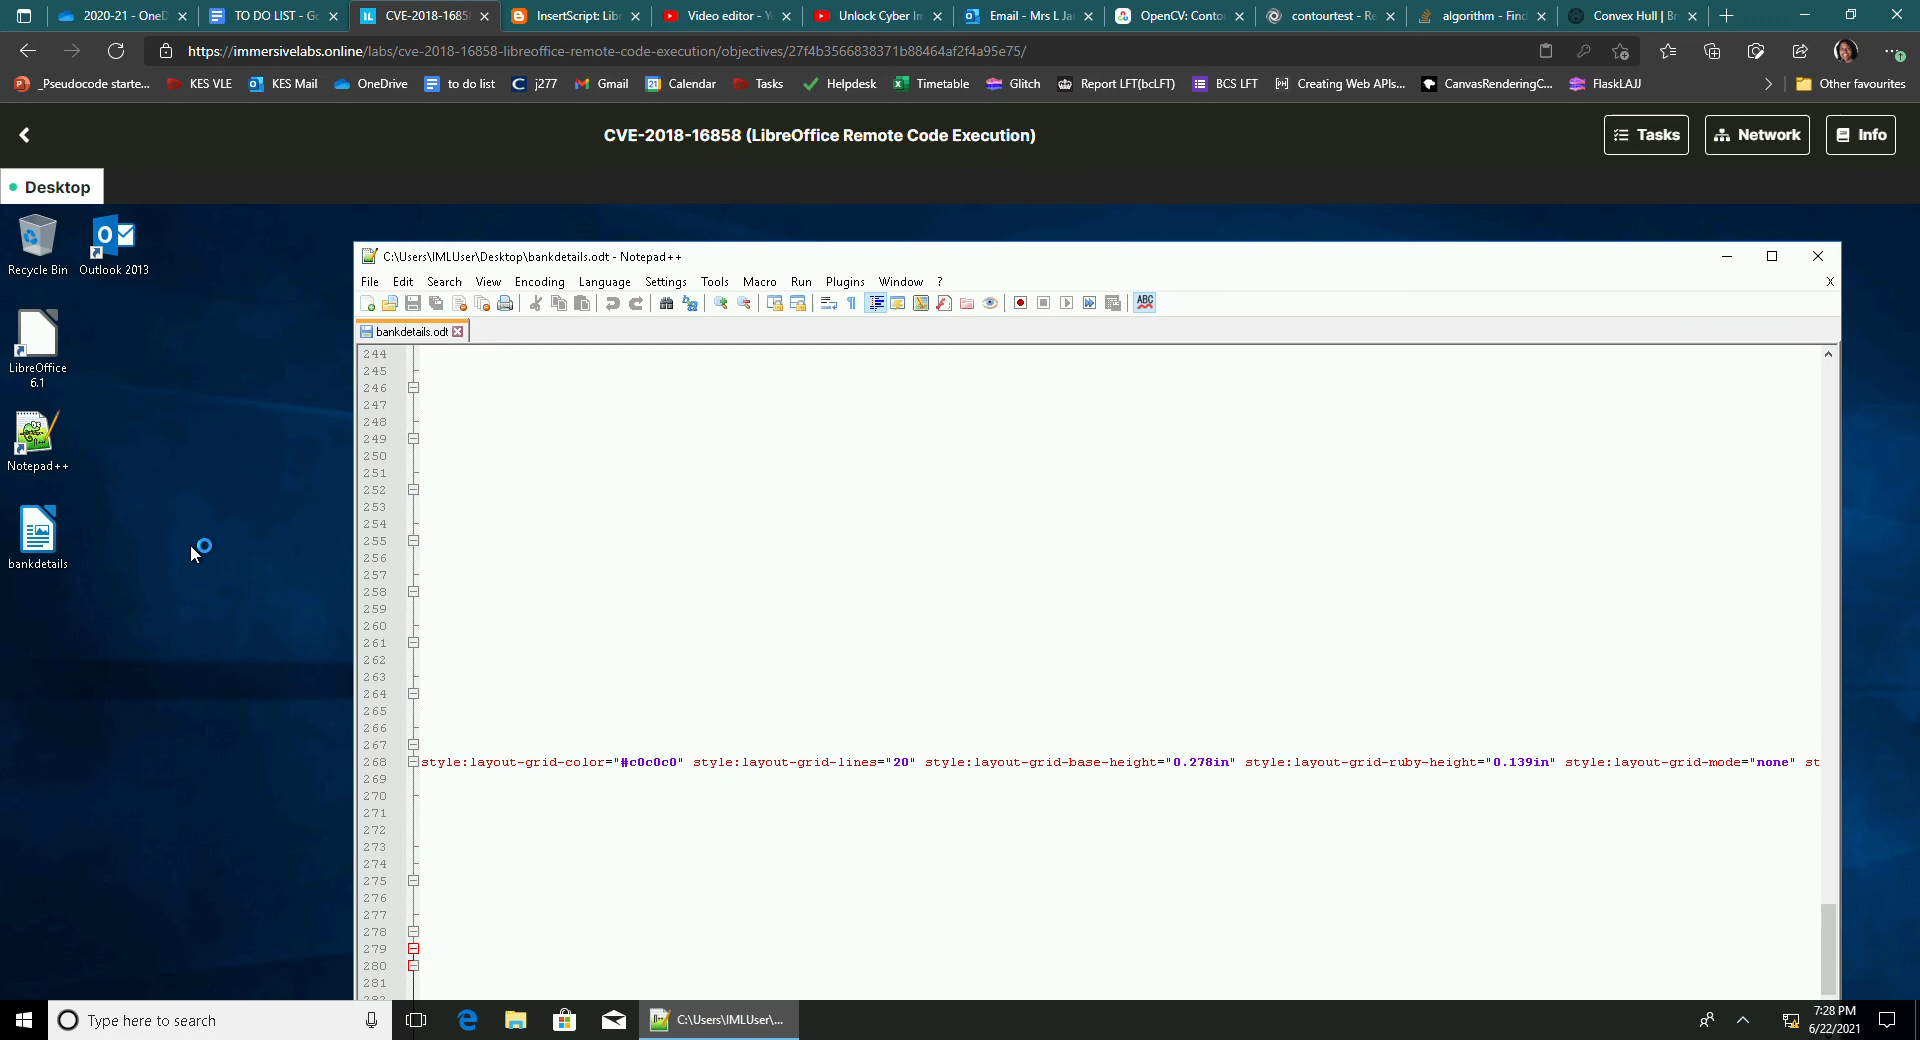 2020-21 - OneD
TO DO LIST - Go
CVE-2018-1685
InsertScript: Lib
Video editor - Y
Unlock Cyber In
Email - Mrs L Ja
OpenCV: Conto
contourtest - Re
algorithm - Find
Convex Hull | Br
https://immersivelabs.online/labs/cve-2018-16858-libreoffice-remote-code-execution/objectives/27f4b3566838371b88464af2f4a95e75/
_Pseudocode starte...
KES VLE
KES Mail
OneDrive
to do list
j277
Gmail
Calendar
Tasks
Helpdesk
Timetable
Glitch
Report LFT(bcLFT)
BCS LFT
Creating Web APIs...
CanvasRenderingC...
FlaskLAJJ
Other favourites
CVE-2018-16858 (LibreOffice Remote Code Execution)
Tasks
Network
Info
Desktop
Recycle Bin
Outlook 2013
LibreOffice
6.1
Notepad++
bankdetails
C:\Users\IMLUser\Desktop\bankdetails.odt - Notepad++
File Edit Search View Encoding Language Settings Tools Macro Run Plugins Window ?
X
ABC
bankdetails.odt
244
245
246
247
248
249
250
251
252
253
254
255
256
257
258
259
260
261
262
263
264
265
266
267
268 style:layout-grid-color="#c0c0c0" style:layout-grid-lines="20" style:layout-grid-base-height="0.278in" style:layout-grid-ruby-height="0.139in" style:layout-grid-mode="none" st
269
270
271
272
273
274
275
276
277
278
279
280
281
282
Type here to search
C:\Users\IMLUser\...
7:28 PM
6/22/2021